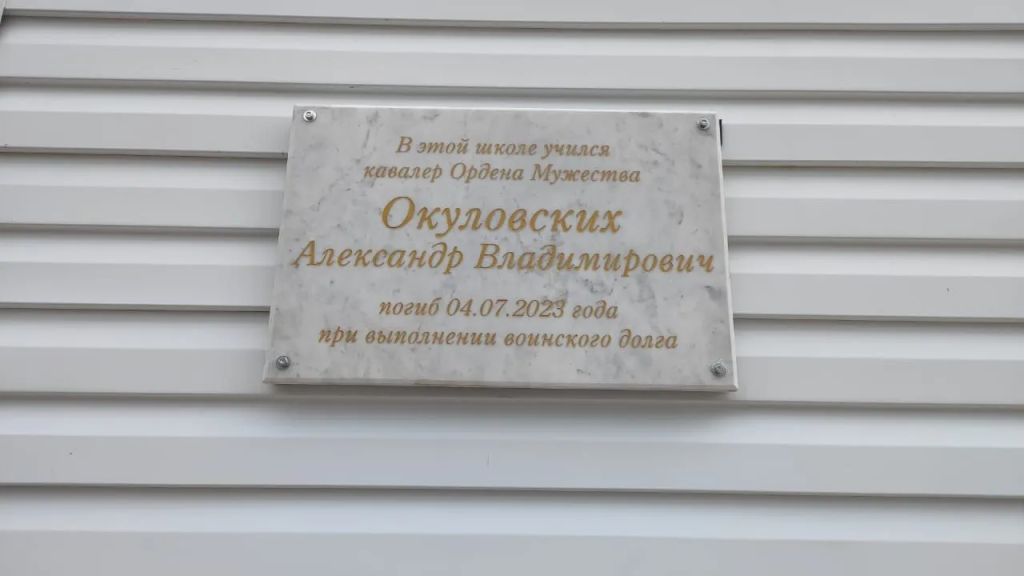 В этой школе учился
кавалер Ордена Мужества
Окуловских
Александр Владимирович
погиб 04.07.2023 года
при выполнении воинского долга